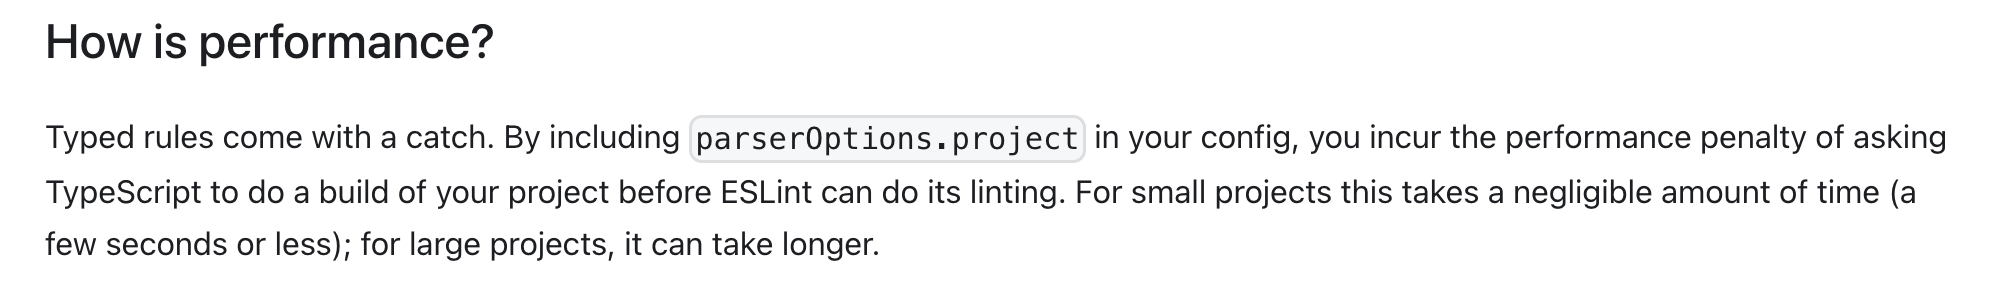 How is performance?
Typed rules come with a catch. By including parserOptions.project in your config, you incur the performance penalty of asking
TypeScript to do a build of your project before ESLint can do its linting. For small projects this takes a negligible amount of time (a
few seconds or less); for large projects, it can take longer.